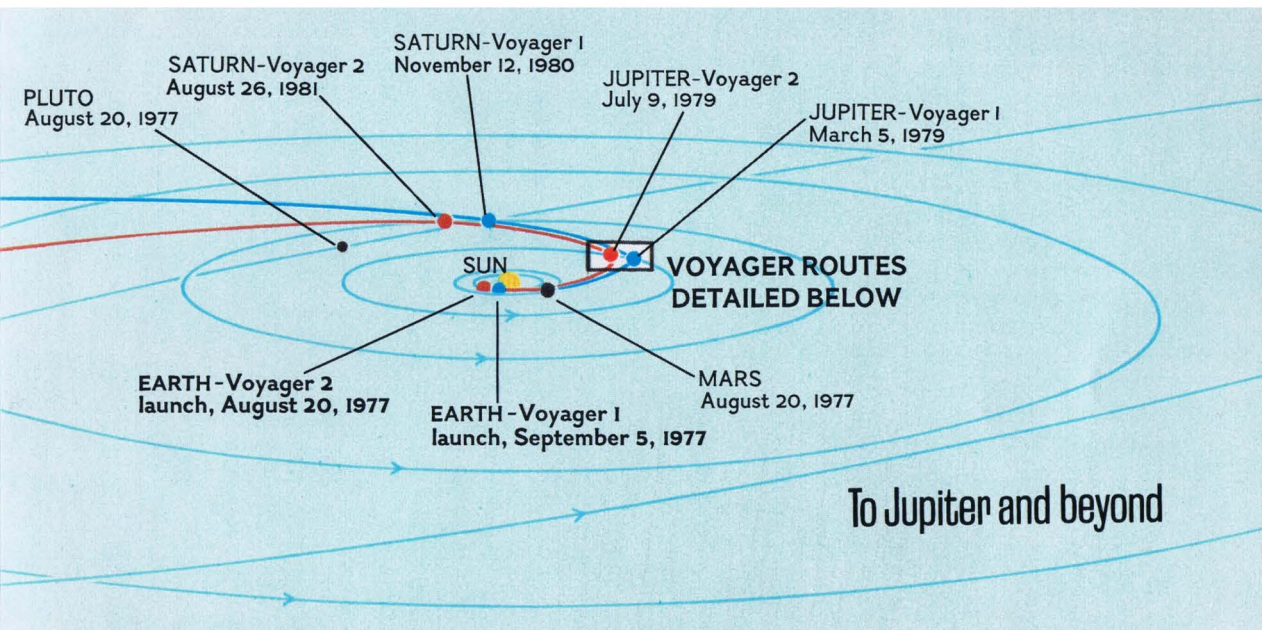 SATURN-Voyager 1
November 12, 1980
SATURN-Voyager 2
August 26, 1981
JUPITER-Voyager 2
July 9, 1979
PLUTO
August 20, 1977
JUPITER-Voyager 1
March 5, 1979
SUN
VOYAGER ROUTES
DETAILED BELOW
EARTH-Voyager 2
launch, August 20, 1977
MARS
August 20, 1977
EARTH-Voyager 1
launch, September 5, 1977
To Jupiter and beyond